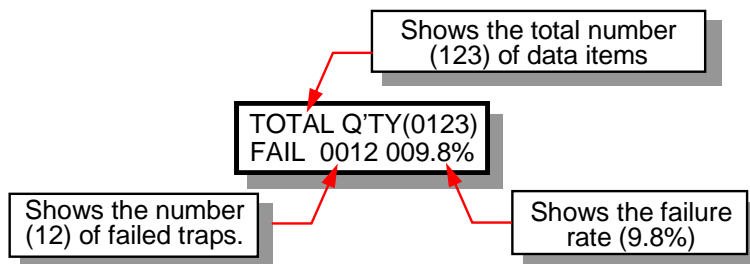 Shows the total number
(123) of data items
TOTAL Q'TY(0123)
FAIL 0012 009.8%
Shows the number
(12) of failed traps.
Shows the failure
rate (9.8%)